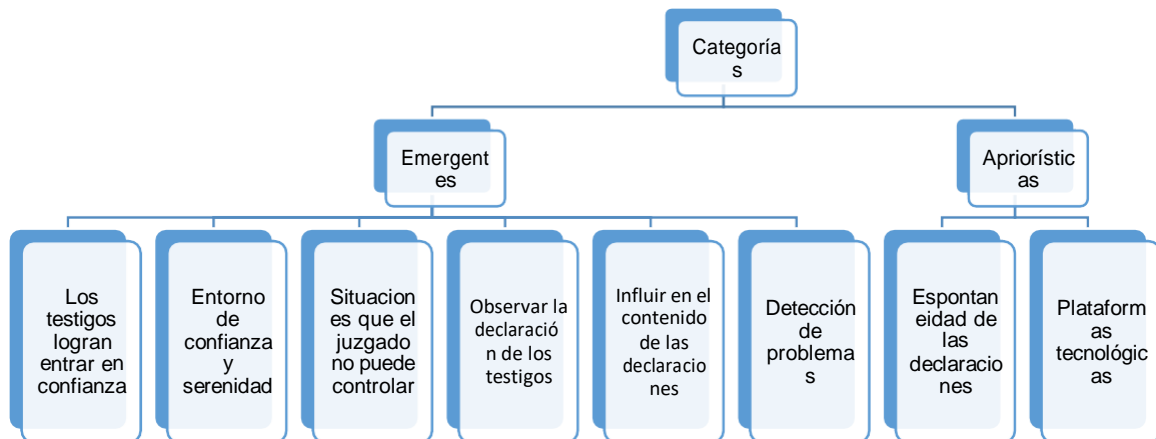 Categoría
s
Emergent
es
Apriorístic
as
Los
testigos
logran
entrar en
confianza
Entorno
de
confianza
y
serenidad
Situacion
es que el
juzgado
no puede
controlar
Observar la
declaració
n de los
testigos
Influir en el
contenido
de las
declaracio
nes
Detección
de
problema
s
Espontan
eidad de
las
declaracio
nes
Plataform
as
tecnológic
as